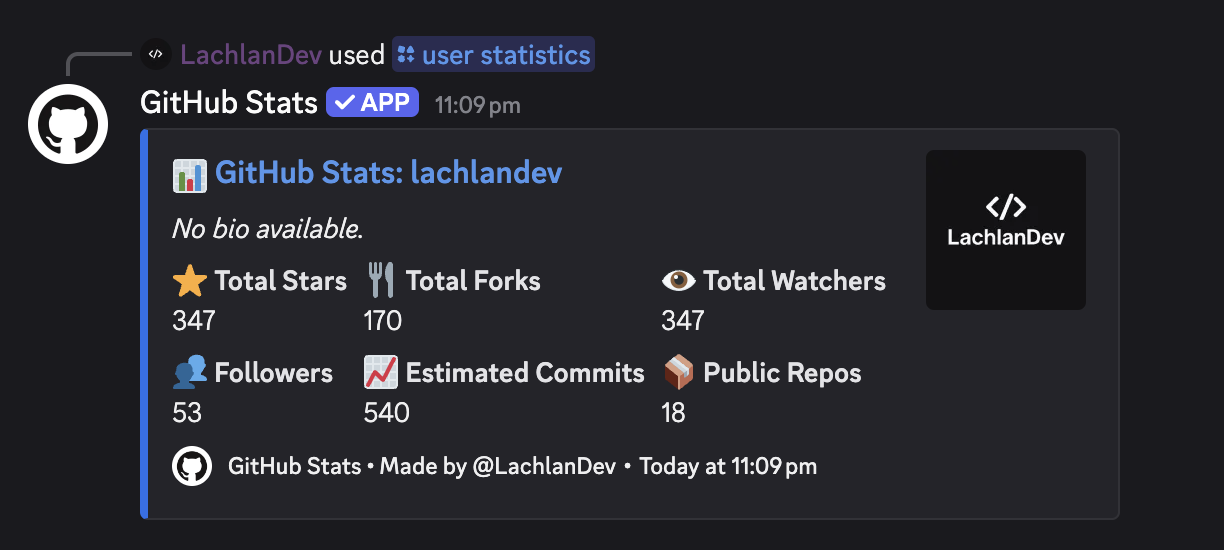 </> LachlanDev used user statistics
GitHub Stats ✓ APP 11:09 pm
GitHub Stats: lachlandev
</>
LachlanDev
No bio available.
Total Stars Total Forks Total Watchers
347 170 347
Followers Estimated Commits Public Repos
53 540 18
GitHub Stats • Made by @LachlanDev • Today at 11:09 pm